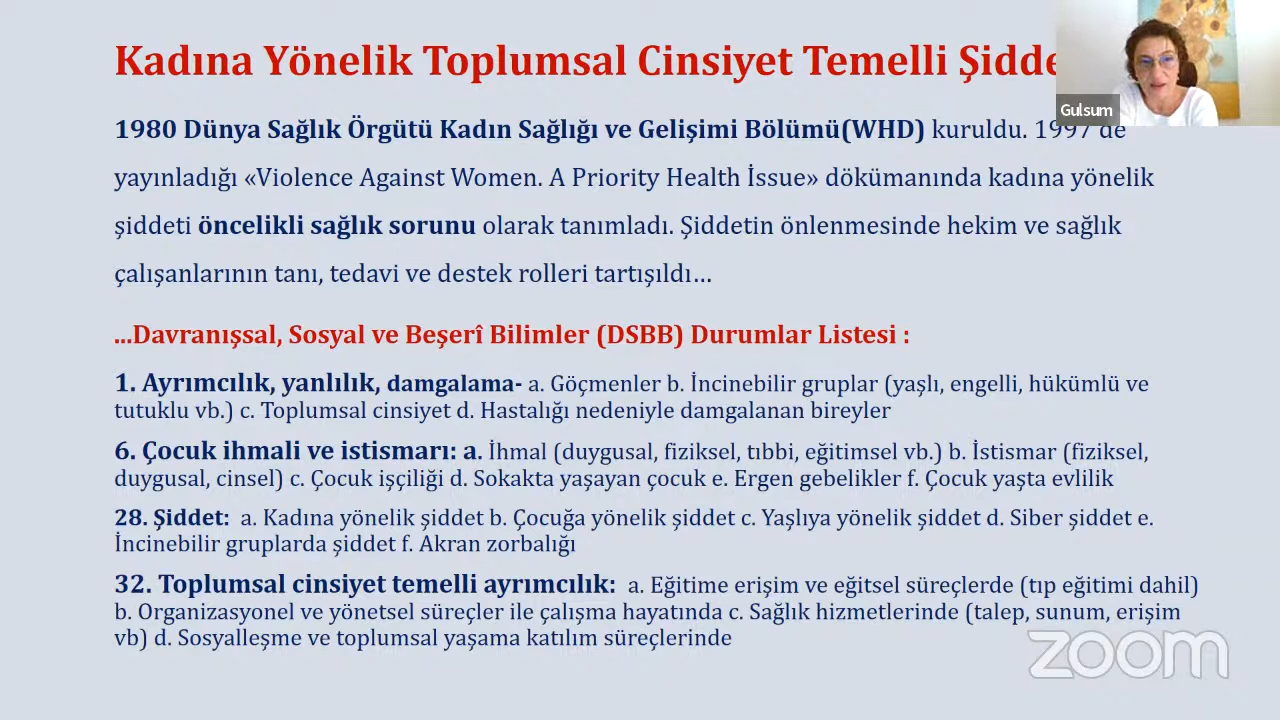 Kadına Yönelik Toplumsal Cinsiyet Temelli Şidde
Gulsum
1980 Dünya Sağlık Örgütü Kadın Sağlığı ve Gelişimi Bölümü(WHD) kuruldu. 1997'de
yayınladığı «Violence Against Women. A Priority Health İssue» dökümanında kadına yönelik
şiddeti öncelikli sağlık sorunu olarak tanımladı. Şiddetin önlenmesinde hekim ve sağlık
çalışanlarının tanı, tedavi ve destek rolleri tartışıldı…
...Davranışsal, Sosyal ve Beşerî Bilimler (DSBB) Durumlar Listesi :
1. Ayrımcılık, yanlılık, damgalama- a. Göçmenler b. İncinebilir gruplar (yaşlı, engelli, hükümlü ve
tutuklu vb.) c. Toplumsal cinsiyet d. Hastalığı nedeniyle damgalanan bireyler
6. Çocuk ihmali ve istismarı: a. İhmal (duygusal, fiziksel, tıbbi, eğitimsel vb.) b. İstismar (fiziksel,
duygusal, cinsel) c. Çocuk işçiliği d. Sokakta yaşayan çocuk e. Ergen gebelikler f. Çocuk yaşta evlilik
28. Şiddet: a. Kadına yönelik şiddet b. Çocuğa yönelik şiddet c. Yaşlıya yönelik şiddet d. Siber şiddet e.
İncinebilir gruplarda şiddet f. Akran zorbalığı
32. Toplumsal cinsiyet temelli ayrımcılık: a. Eğitime erişim ve eğitsel süreçlerde (tıp eğitimi dahil)
b. Organizasyonel ve yönetsel süreçler ile çalışma hayatında c. Sağlık hizmetlerinde (talep, sunum, erişim
vb) d. Sosyalleşme ve toplumsal yaşama katılım süreçlerinde
zoom